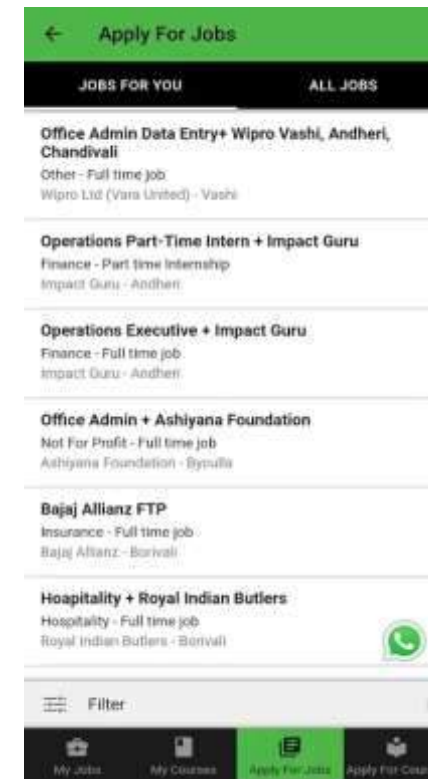 Apply For Jobs
JOBS FOR YOU
ALL JOBS
Office Admin Data Entry+ Wipro Vashi, Andheri,
Chandivali
Other - Full time job
Wipro Ltd (Vara United) - Vashi
Operations Part-Time Intern + Impact Guru
Finance - Part time Internship
Impact Guru - Andheri
Operations Executive + Impact Guru
Finance - Full time job
Impact Guru - Andheri
Office Admin + Ashiyana Foundation
Not For Profit - Full time job
Ashiyana Foundation - Byculla
Bajaj Allianz FTP
Insurance - Full time job
Bajaj Allianz - Borivali
Hoapitality + Royal Indian Butlers
Hospitality - Full time job
Royal Indian Butlers - Borivali
Filter
My Jobs
My Courses
Apply For Jobs
Apply For Cour